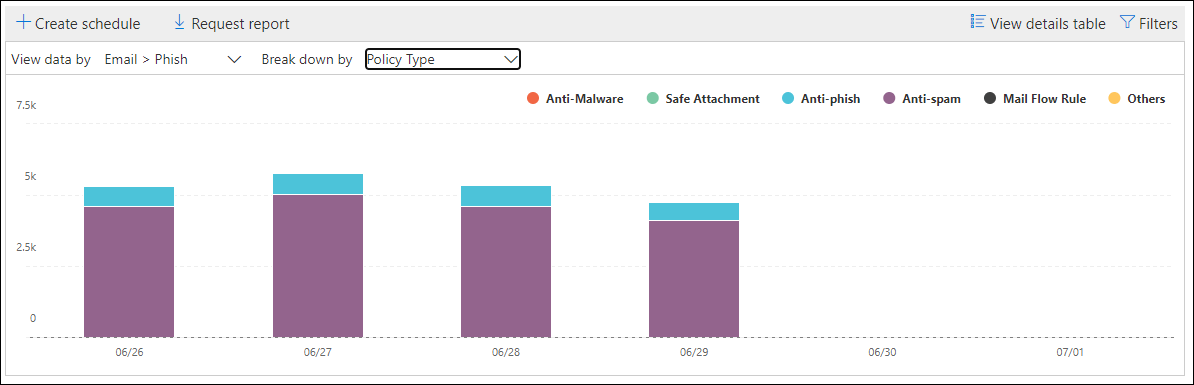 Create schedule Request report View details table Filters
View data by Email > Phish Break down by Policy Type
Anti-Malware Safe Attachment Anti-phish Anti-spam Mail Flow Rule Others
7.5k
5k
2.5k
0
06/26 06/27 06/28 06/29 06/30 07/01